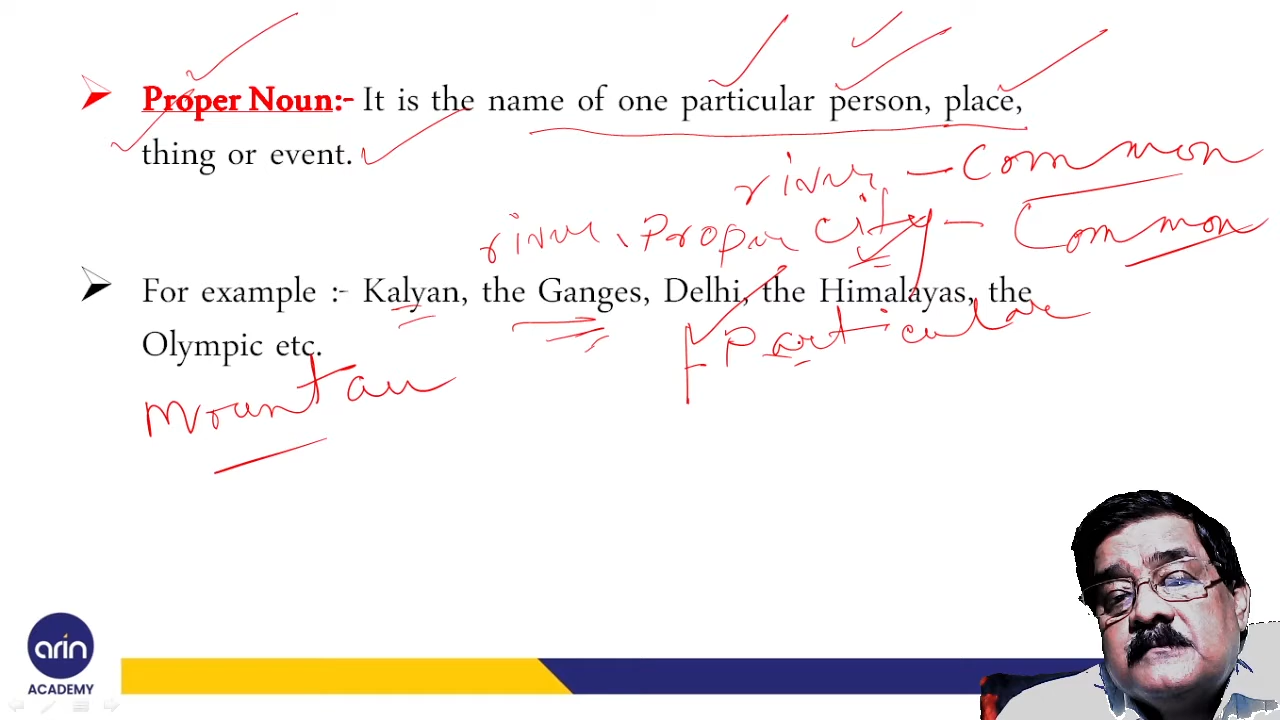 ➤ Proper Noun:- It is the name of one particular person, place,
thing or event.
river - Common
river, Proper city - Common
➤ For example :- Kalyan, the Ganges, Delhi, the Himalayas, the
Olympic etc.
Particular
Mountain
arin
ACADEMY